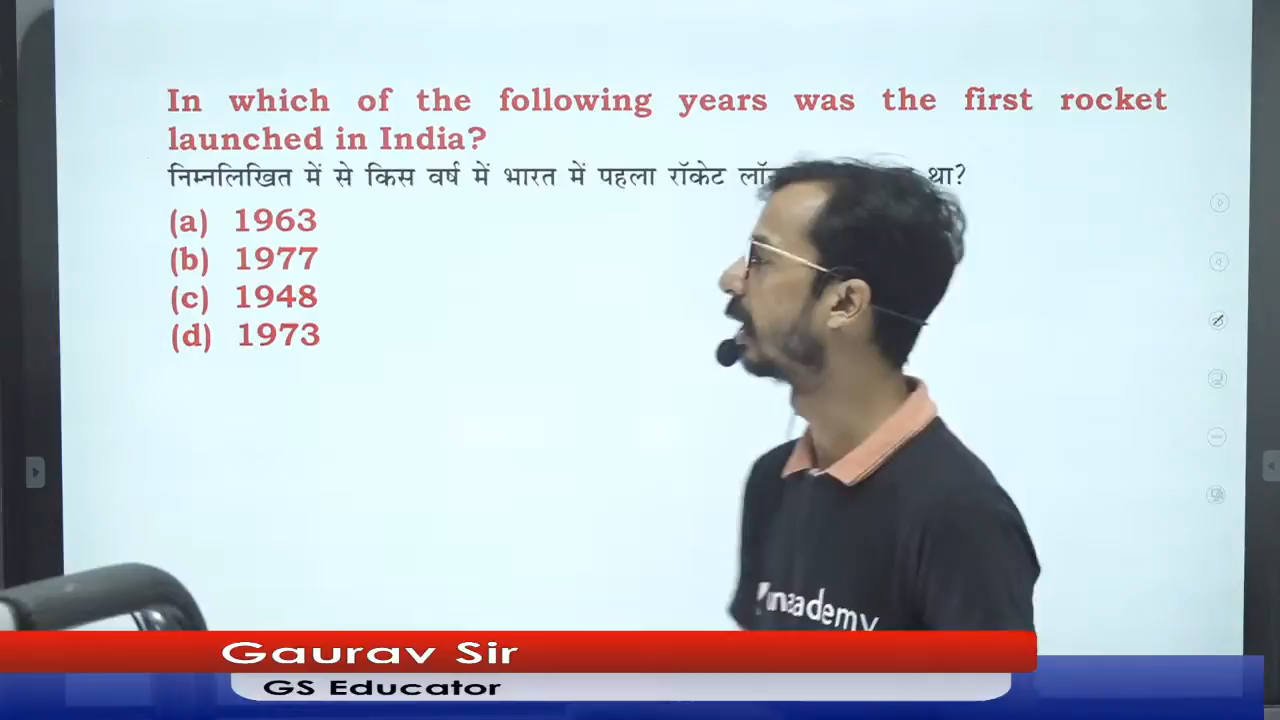 In which of the following years was the first rocket
launched in India?
निम्नलिखित में से किस वर्ष में भारत में पहला रॉकेट था?
(a) 1963
(b) 1977
(c) 1948
(d) 1973
unacademy
Gaurav Sir
GS Educator